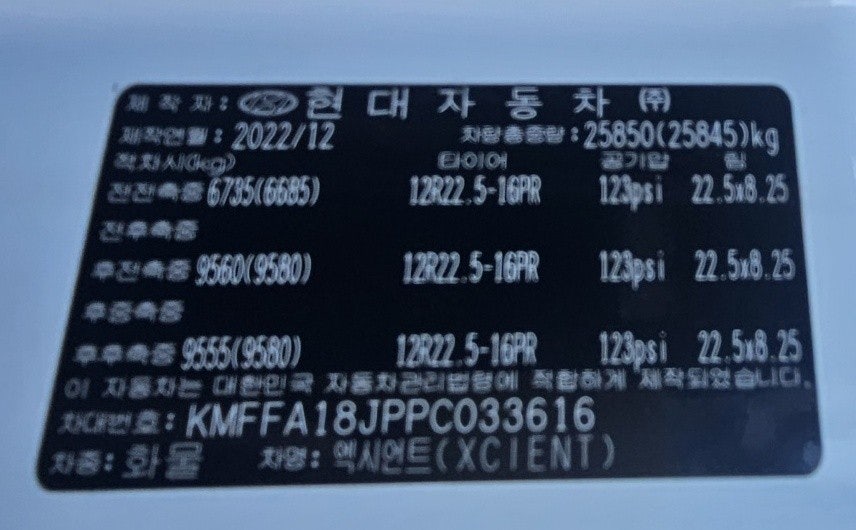 제 작 자: 현 대 자 동 차 ㈜
제작연월: 2022/12 차량총중량: 25850(25845)kg
적차시(kg) 타이어 공기압 림
전전축중 6735(6685) 12R22.5-16PR 123psi 22.5x8.25
전후축중
후전축중 9560(9580) 12R22.5-16PR 123psi 22.5x8.25
후중축중
후후축중 9555(9580) 12R22.5-16PR 123psi 22.5x8.25
이 자동차는 대한민국 자동차관리법령에 적합하게 제작되었습니다.
차대번호: KMFFA18JPPC033616
차종: 화물 차명: 엑시언트(XCIENT)